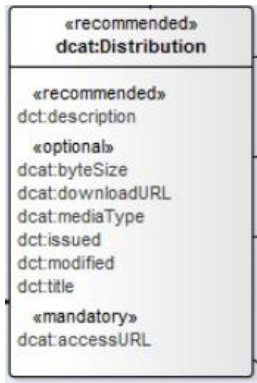 «recommended»
dcat:Distribution
«recommended»
dct:description
«optional»
dcat:byteSize
dcat:downloadURL
dcat:mediaType
dct:issued
dct:modified
dct:title
«mandatory»
dcat:accessURL